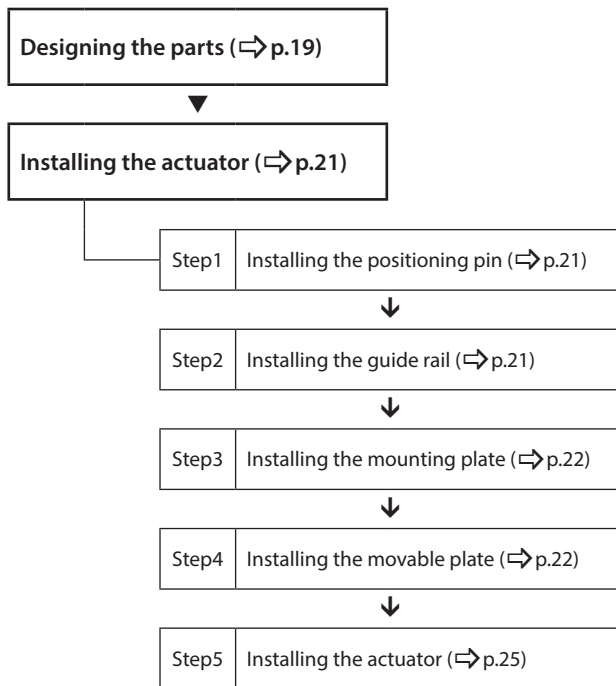 Designing the parts (⇨ p.19)
▼
Installing the actuator (⇨ p.21)
Step1 Installing the positioning pin (⇨ p.21)
↓
Step2 Installing the guide rail (⇨ p.21)
↓
Step3 Installing the mounting plate (⇨ p.22)
↓
Step4 Installing the movable plate (⇨ p.22)
↓
Step5 Installing the actuator (⇨ p.25)